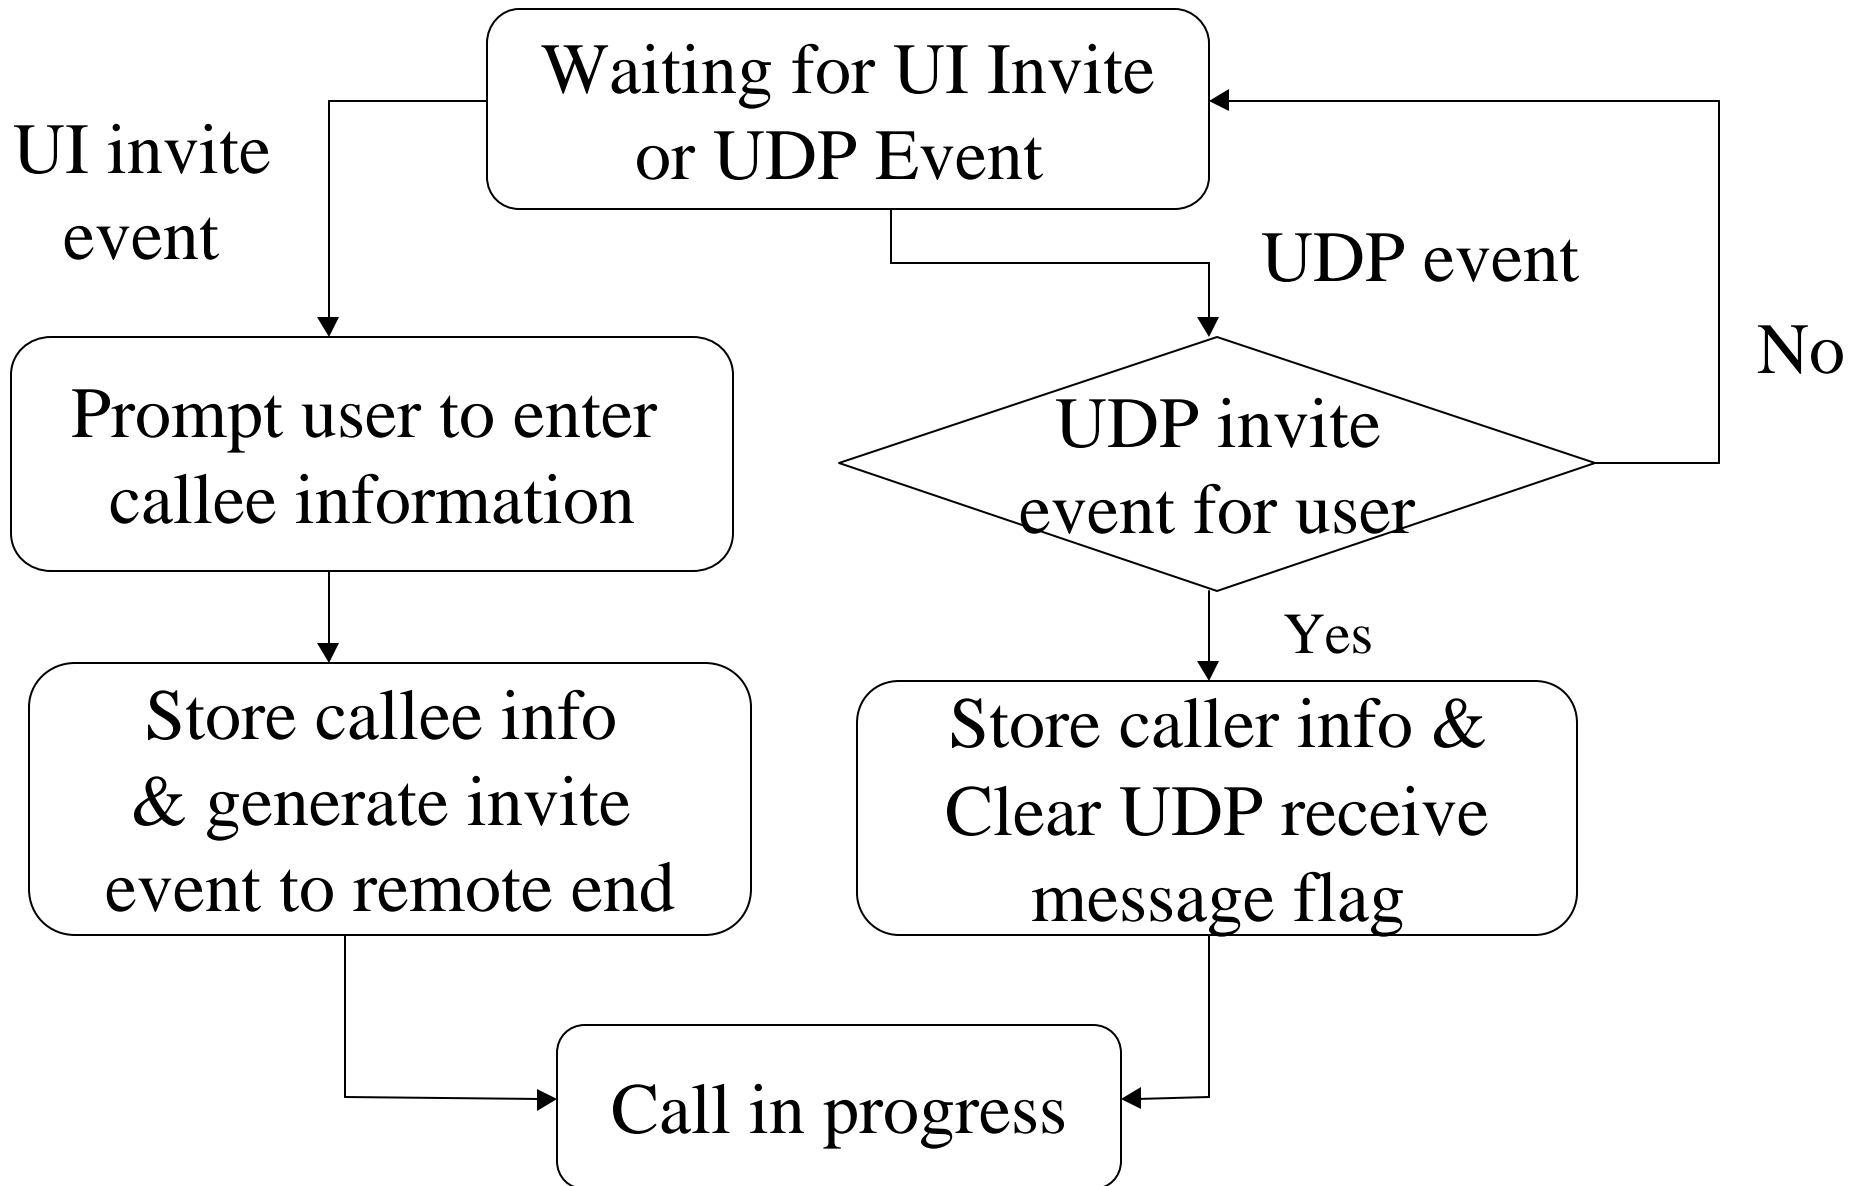 Waiting for UI Invite
or UDP Event
UI invite
event
UDP event
No
Prompt user to enter
callee information
UDP invite
event for user
Yes
Store callee info
& generate invite
event to remote end
Store caller info &
Clear UDP receive
message flag
Call in progress